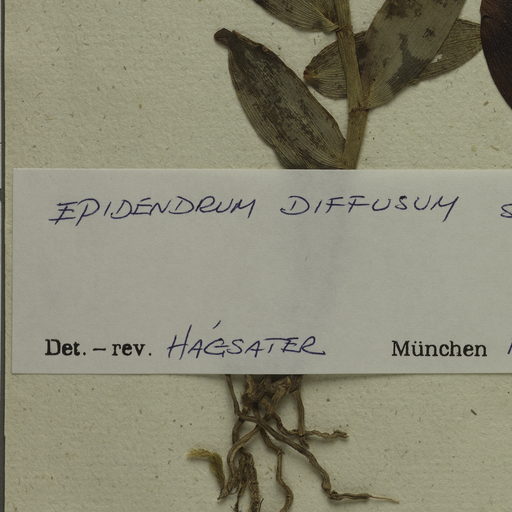 EPIDENDRUM DIFFUSUM S
Det. – rev. HÁGSATER München